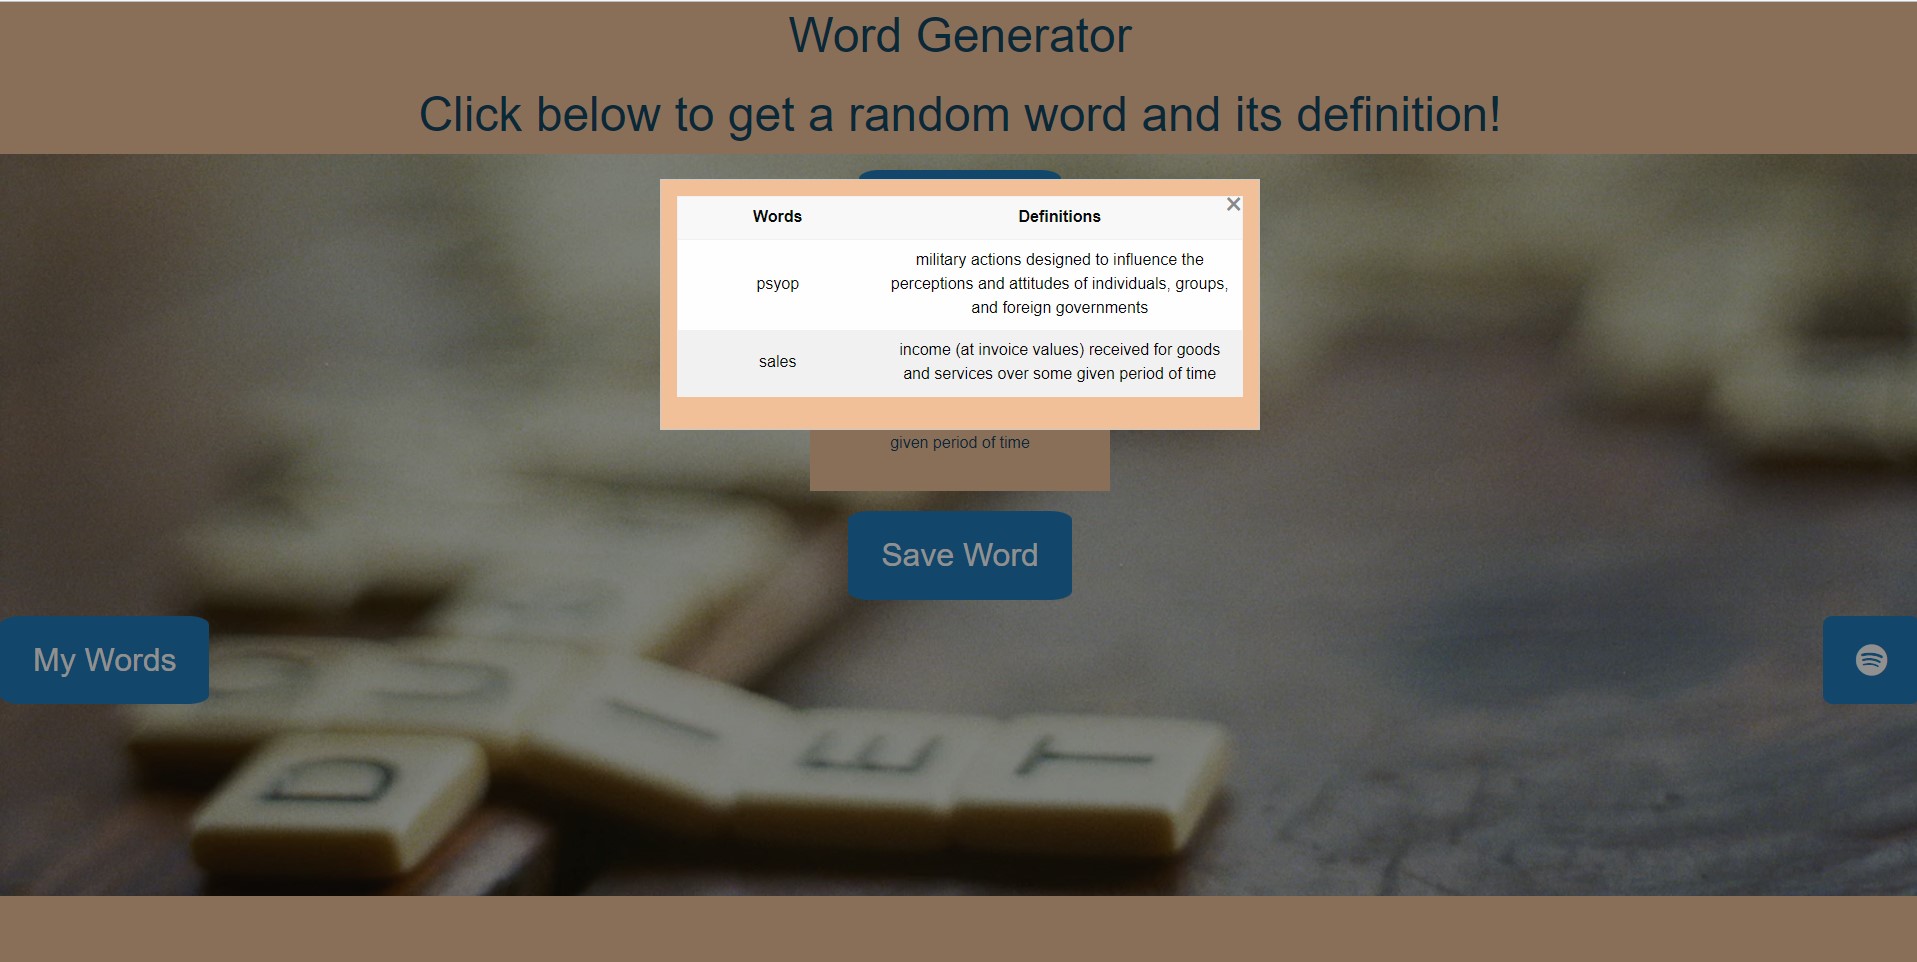 Word Generator
Click below to get a random word and its definition!
Words Definitions
psyop
military actions designed to influence the
perceptions and attitudes of individuals, groups,
and foreign governments
sales
income (at invoice values) received for goods
and services over some given period of time
given period of time
Save Word
My Words
D I E T